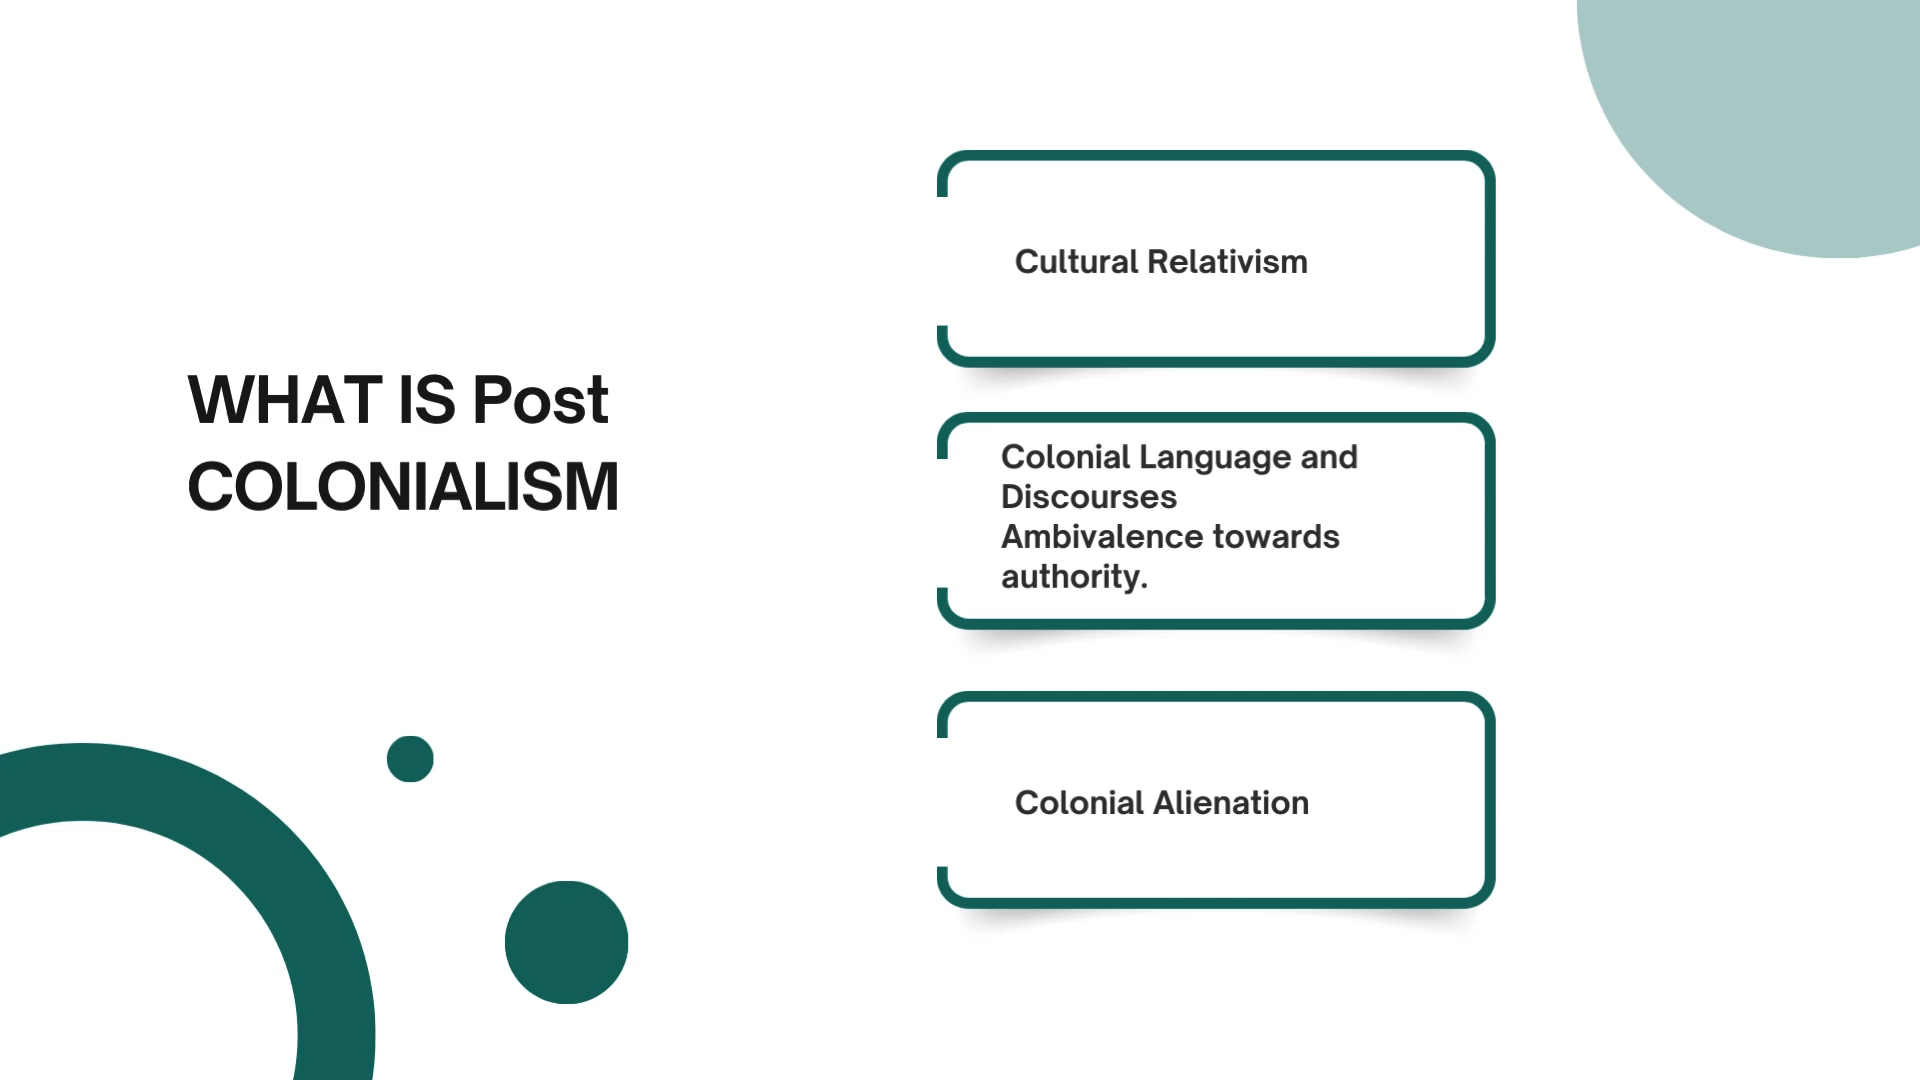 WHAT IS Post
COLONIALISM
Cultural Relativism
Colonial Language and
Discourses
Ambivalence towards
authority.
Colonial Alienation